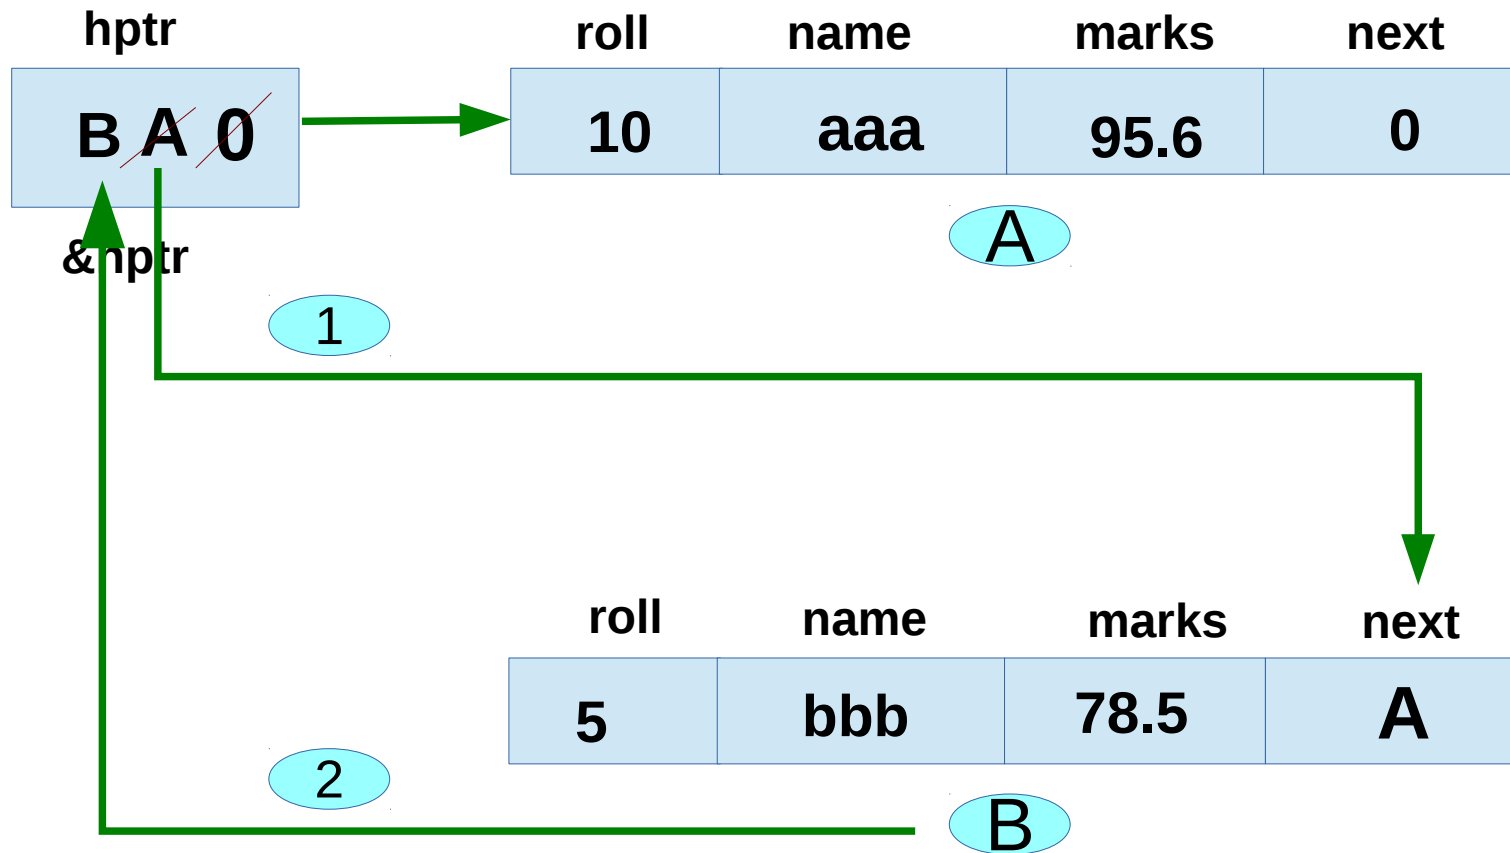 hptr
roll name marks next
B A 0
10 aaa 95.6 0
A
&hptr
1
roll name marks next
5 bbb 78.5 A
2
B